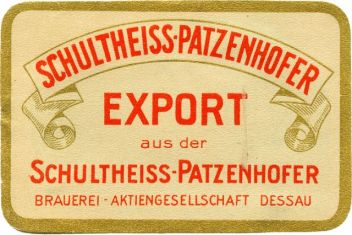 SCHULTHEISS-PATZENHOFER
EXPORT
aus der
SCHULTHEISS-PATZENHOFER
BRAUEREI - AKTIENGESELLSCHAFT DESSAU